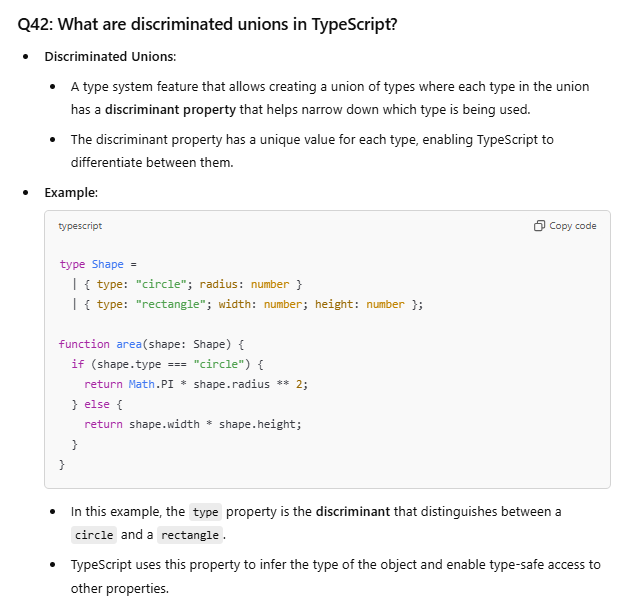 Q42: What are discriminated unions in TypeScript?
• Discriminated Unions:
• A type system feature that allows creating a union of types where each type in the union
has a discriminant property that helps narrow down which type is being used.
• The discriminant property has a unique value for each type, enabling TypeScript to
differentiate between them.
• Example:
typescript
Copy code
type Shape =
  | { type: "circle"; radius: number }
  | { type: "rectangle"; width: number; height: number };
function area(shape: Shape) {
  if (shape.type === "circle") {
    return Math.PI * shape.radius ** 2;
  } else {
    return shape.width * shape.height;
  }
}
• In this example, the type property is the discriminant that distinguishes between a
circle and a rectangle.
• TypeScript uses this property to infer the type of the object and enable type-safe access to
other properties.